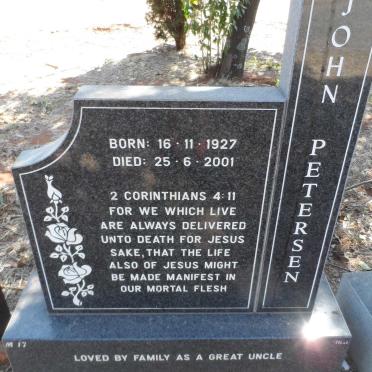 BORN: 16 · 11 · 1927
DIED: 25 · 6 · 2001
2 CORINTHIANS 4:11
FOR WE WHICH LIVE
ARE ALWAYS DELIVERED
UNTO DEATH FOR JESUS
SAKE, THAT THE LIFE
ALSO OF JESUS MIGHT
BE MADE MANIFEST IN
OUR MORTAL FLESH
JOHN PETERSEN
M 17
LOVED BY FAMILY AS A GREAT UNCLE